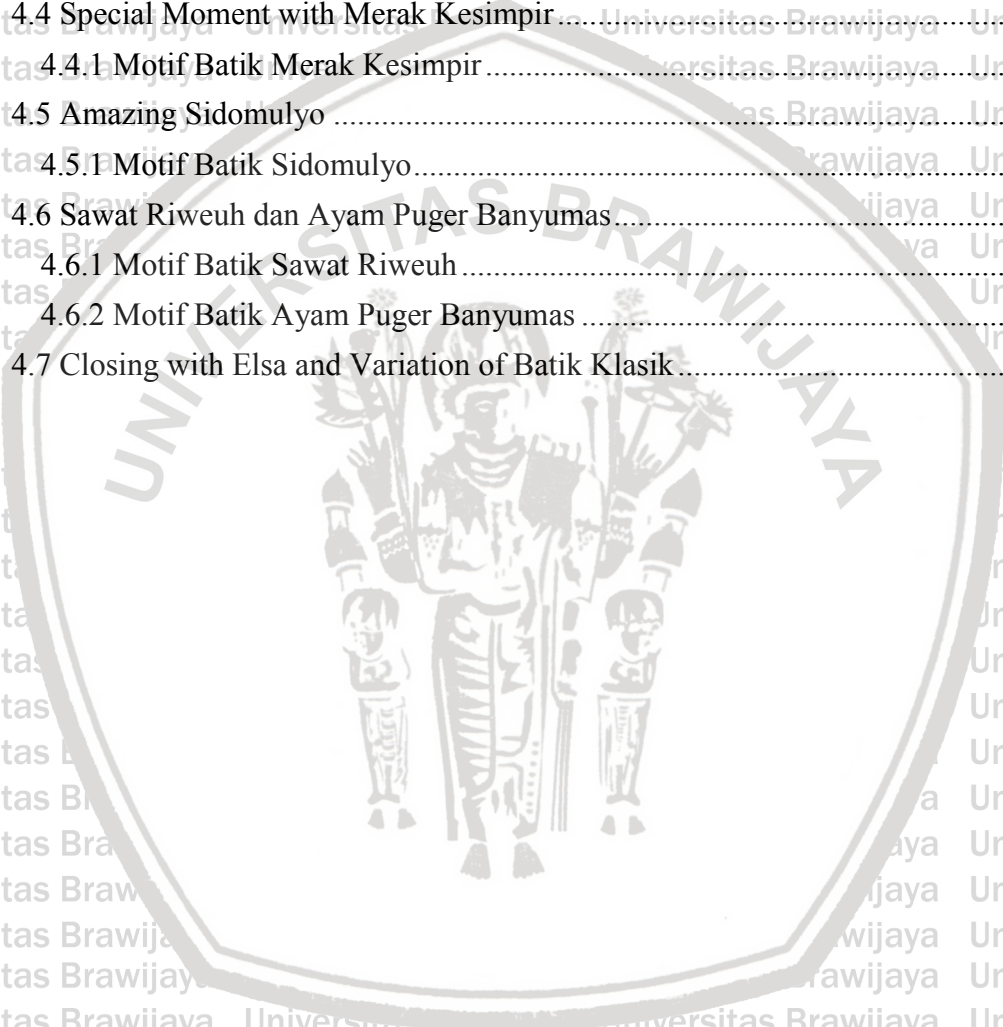 4.4 Special Moment with Merak Kesimpir
4.4.1 Motif Batik Merak Kesimpir
4.5 Amazing Sidomulyo
4.5.1 Motif Batik Sidomulyo
4.6 Sawat Riweuh dan Ayam Puger Banyumas
4.6.1 Motif Batik Sawat Riweuh
4.6.2 Motif Batik Ayam Puger Banyumas
4.7 Closing with Elsa and Variation of Batik Klasik
UNIVERSITAS BRAWIJAYA